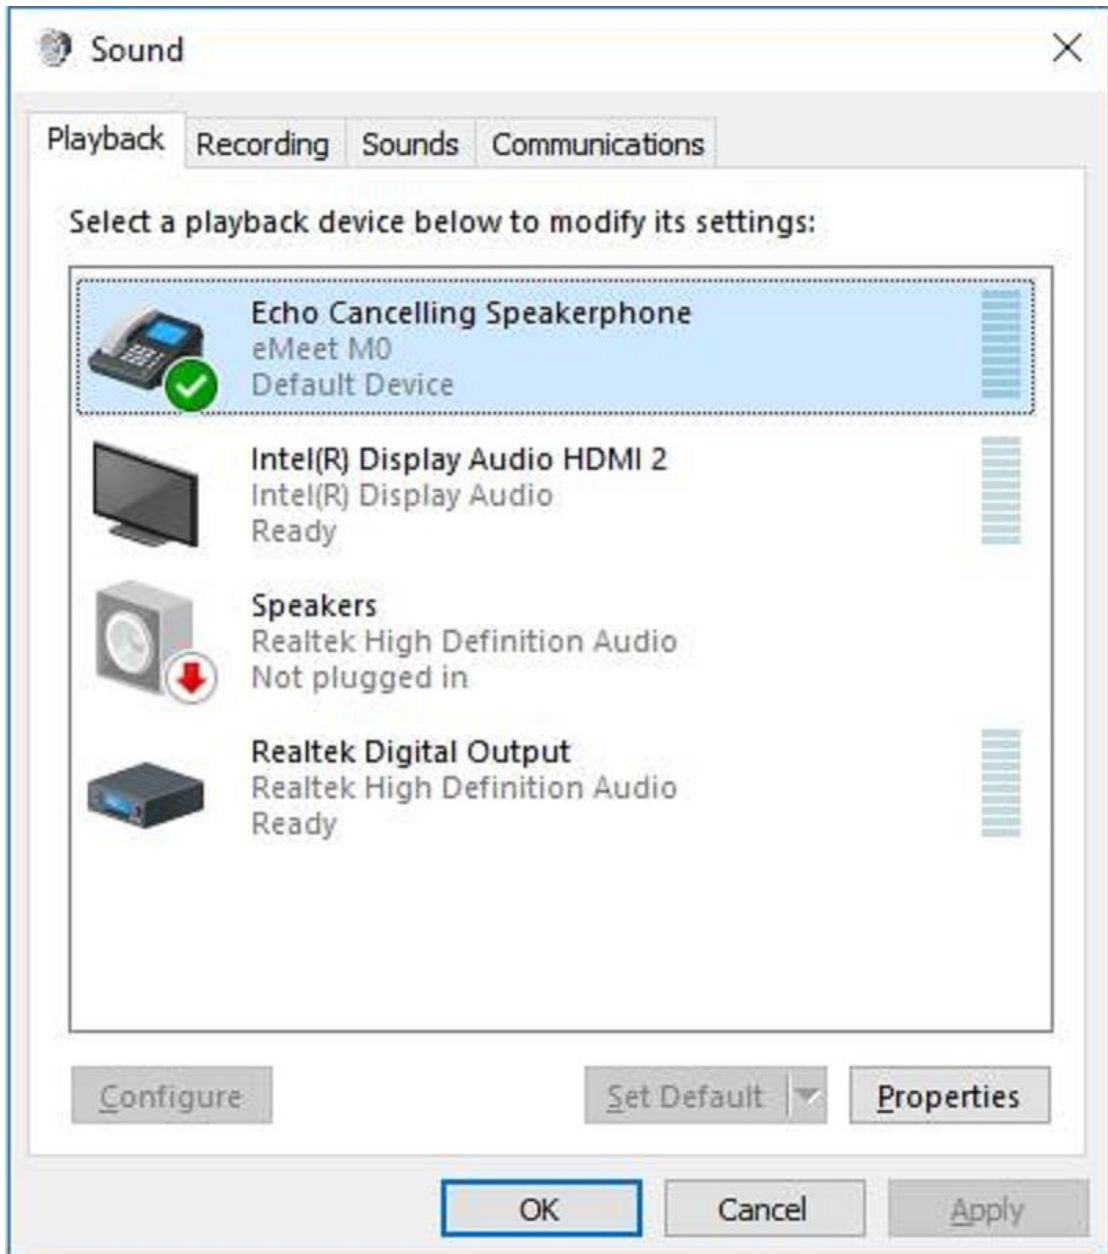 Sound
Playback
Recording
Sounds
Communications
Select a playback device below to modify its settings:
Echo Cancelling Speakerphone
eMeet M0
Default Device
Intel(R) Display Audio HDMI 2
Intel(R) Display Audio
Ready
Speakers
Realtek High Definition Audio
Not plugged in
Realtek Digital Output
Realtek High Definition Audio
Ready
Configure
Set Default
Properties
OK
Cancel
Apply